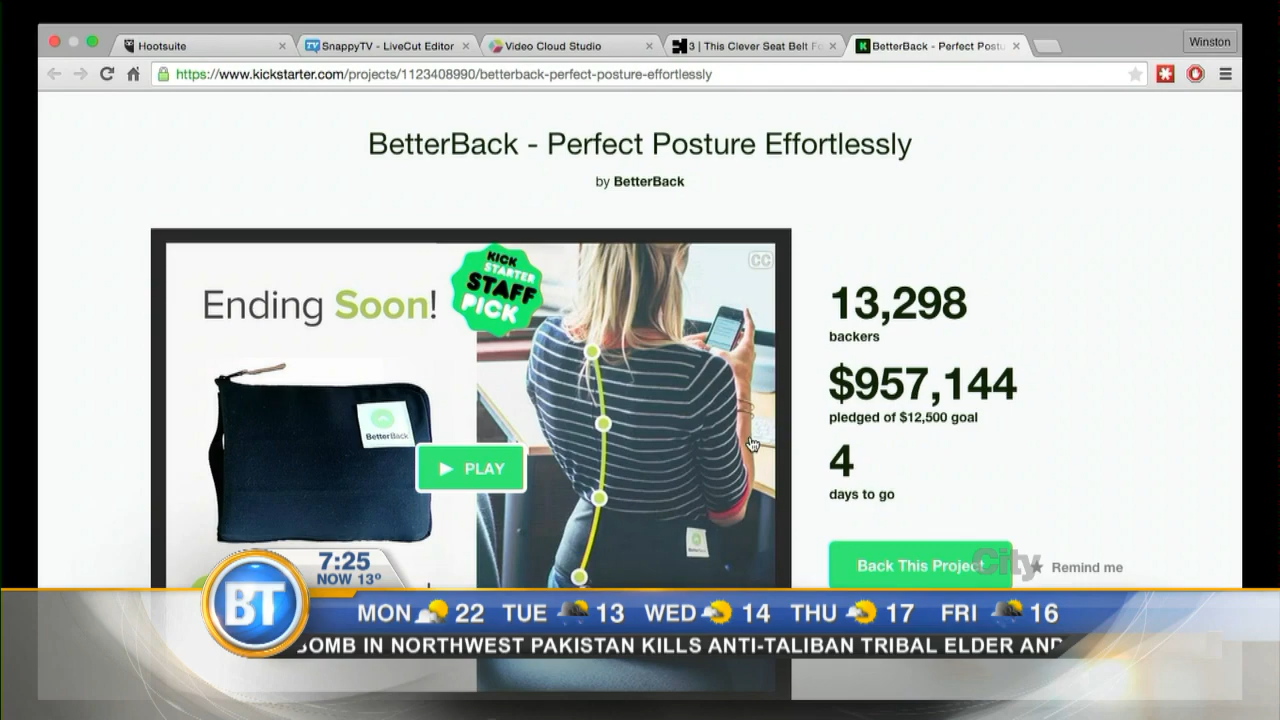 Hootsuite
SnappyTV - LiveCut Editor
Video Cloud Studio
3 | This Clever Seat Belt Fo
BetterBack - Perfect Postu
Winston
https://www.kickstarter.com/projects/1123408990/betterback-perfect-posture-effortlessly
BetterBack - Perfect Posture Effortlessly
by BetterBack
Ending Soon!
KICK
STARTER
STAFF
PICK
CC
BetterBack
PLAY
13,298
backers
$957,144
pledged of $12,500 goal
4
days to go
Back This Project
City
Remind me
BetterBack
7:25
NOW 13º
BT
MON 22 TUE 13 WED 14 THU 17 FRI 16
BOMB IN NORTHWEST PAKISTAN KILLS ANTI-TALIBAN TRIBAL ELDER AND